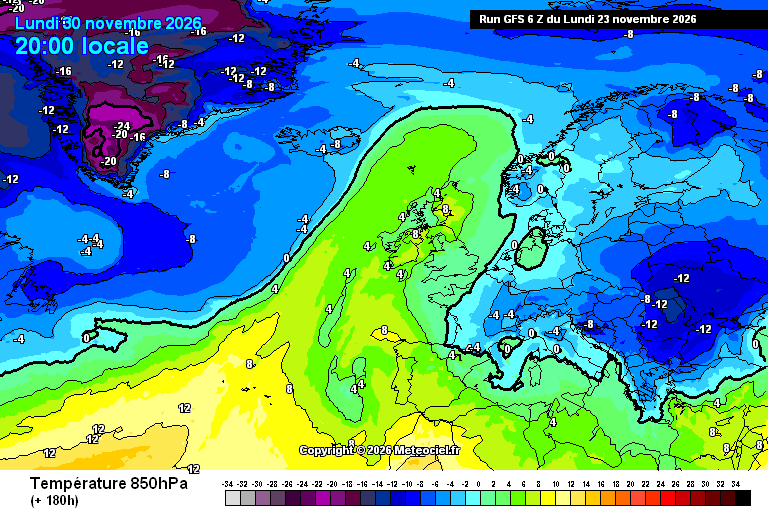 Lundi 30 novembre 2026
20:00 locale
Run GFS 6 Z du Lundi 23 novembre 2026
Copyright © 2026 Meteociel.fr
Température 850hPa
(+ 180h)
-34 -32 -30 -28 -26 -24 -22 -20 -18 -16 -14 -12 -10 -8 -6 -4 -2 0 2 4 6 8 10 12 14 16 18 20 22 24 26 28 30 32 34